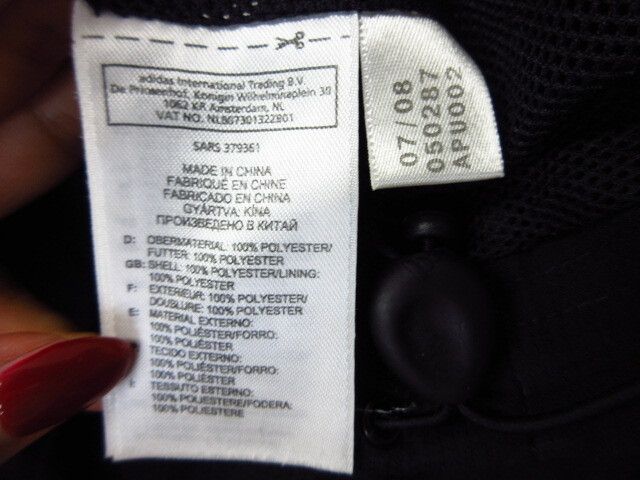 adidas International Trading B.V.
De Prinsenhof, Königin Wilhelminaplein 30
1062 KR Amsterdam, NL
VAT NO. NL807301322B01
SARS 379361
MADE IN CHINA
FABRIQUÉ EN CHINE
FABRICADO EN CHINA
GYÁRTVA: KÍNA
ПРОИЗВЕДЕНО В КИТАЙ
D: OBERMATERIAL: 100% POLYESTER/
FUTTER: 100% POLYESTER
GB: SHELL: 100% POLYESTER/LINING:
100% POLYESTER
F: EXTERIEUR: 100% POLYESTER/
DOUBLURE: 100% POLYESTER
E: MATERIAL EXTERNO:
100% POLIÉSTER/FORRO:
100% POLIÉSTER
TECIDO EXTERNO:
100% POLIÉSTER/FORRO:
100% POLIÉSTER
TESSUTO ESTERNO:
100% POLIESTERE/FODERA:
100% POLIESTERE
07/08
050287
APU002